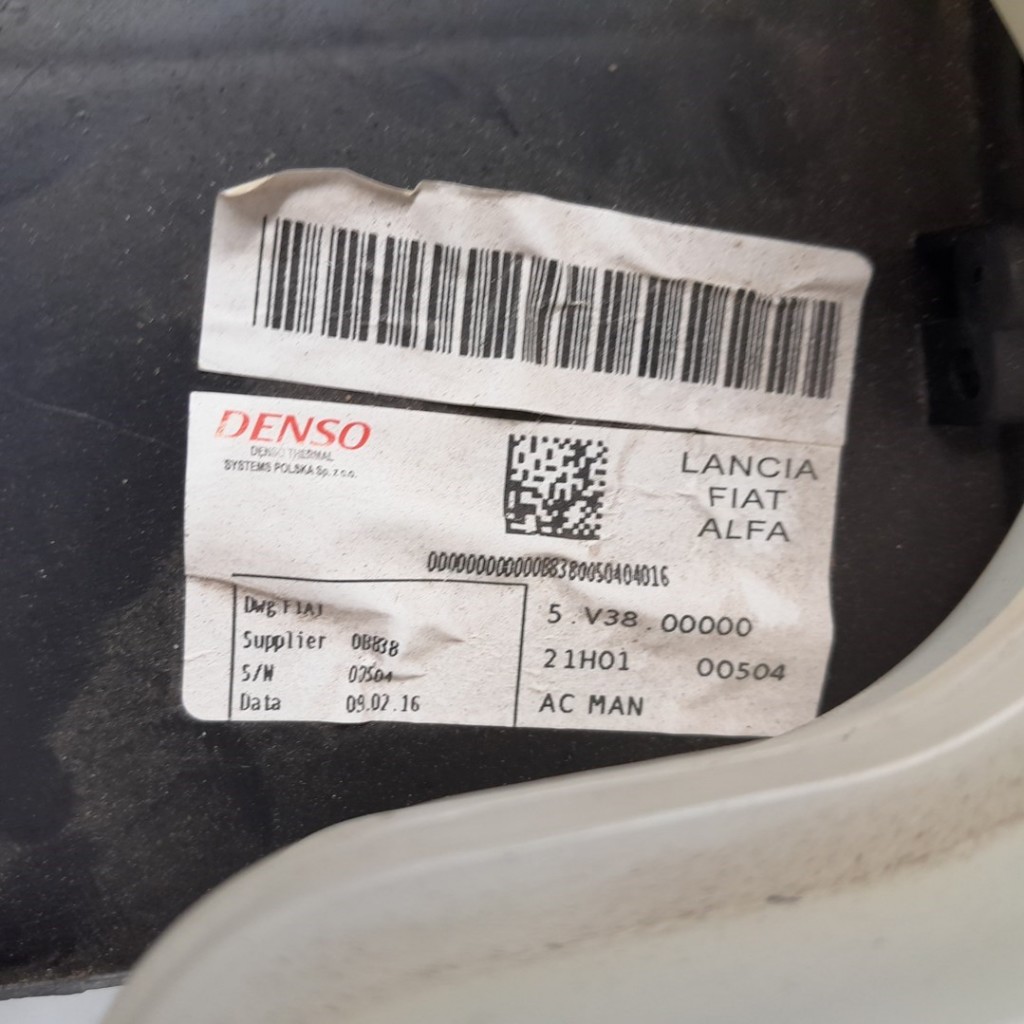 DENSO
DENSO THERMAL
SYSTEMS POLSKA Sp. z o.o.
LANCIA
FIAT
ALFA
0000000000000B8380050404016
Dwg FIAT
Supplier 0B838
S/N 00504
Data 09.02.16
5.V38.00000
21H01 00504
AC MAN